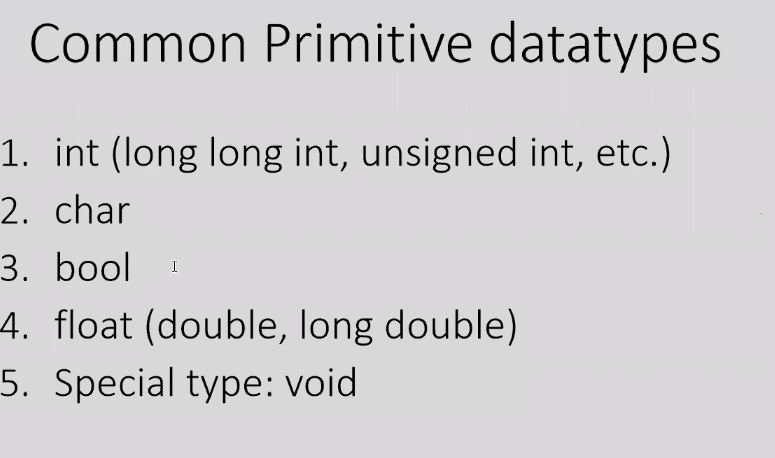 Common Primitive datatypes
1. int (long long int, unsigned int, etc.)
2. char
3. bool
4. float (double, long double)
5. Special type: void